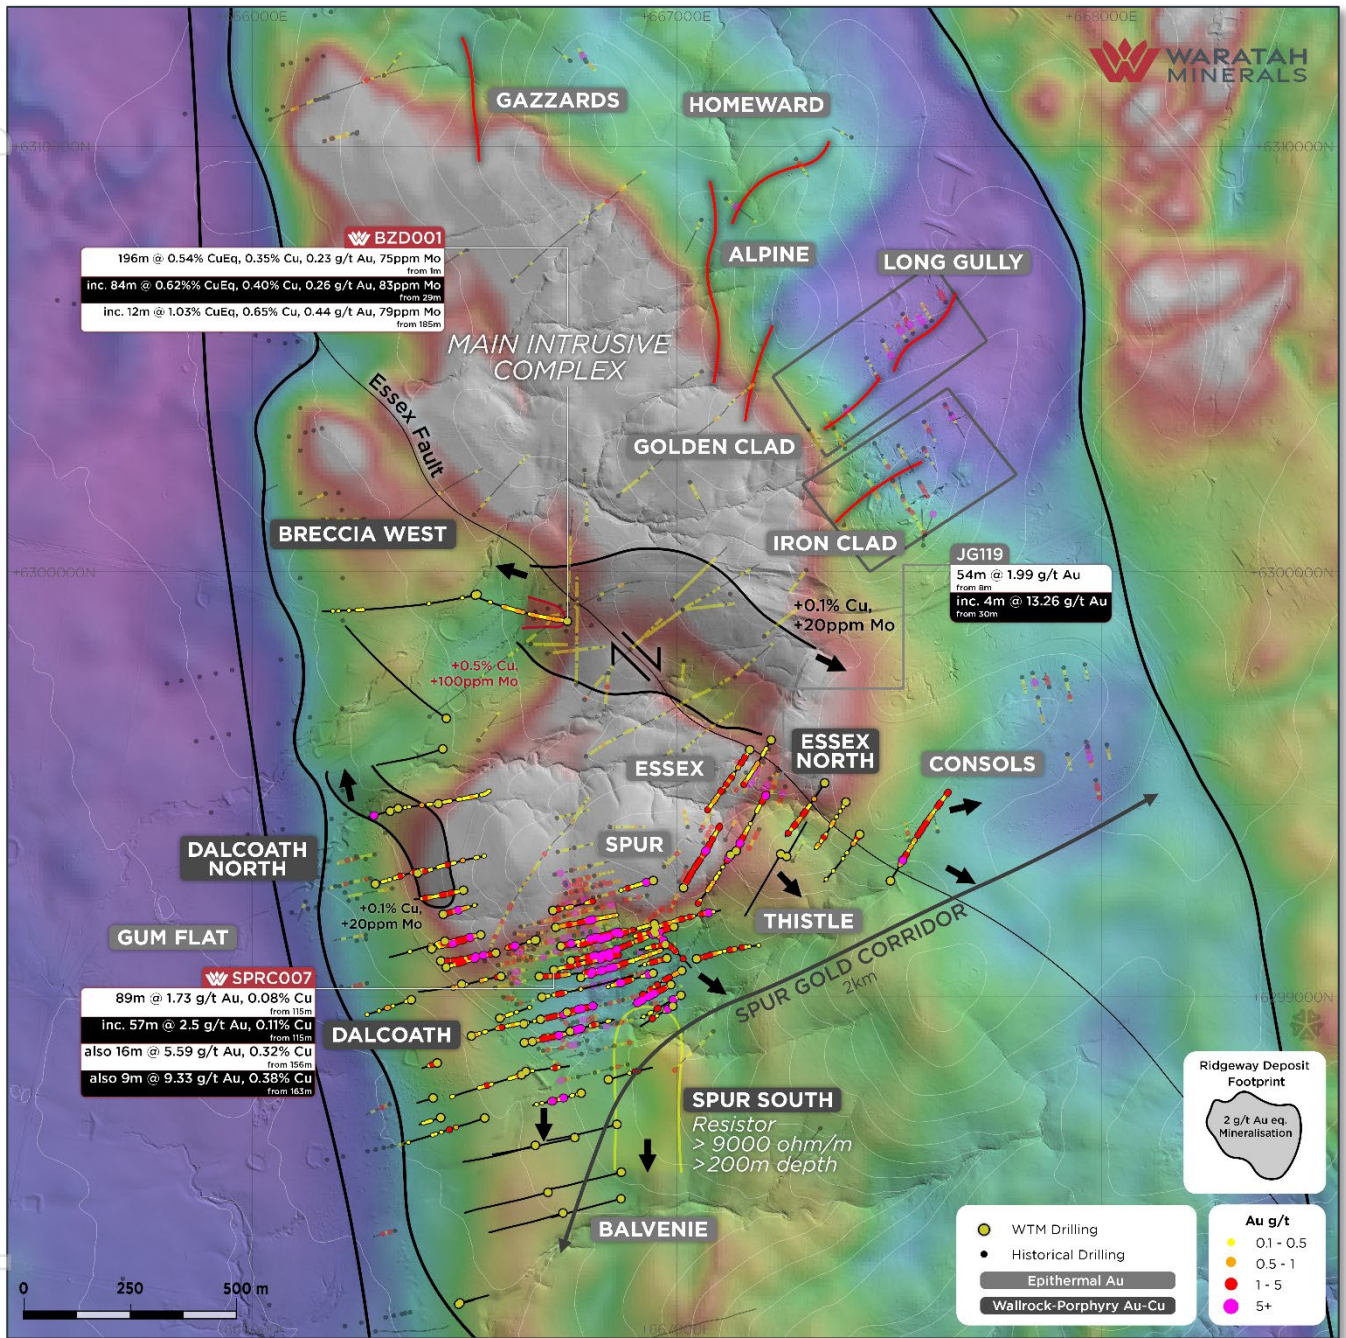 +666000E
+667000E
+668000E
WARATAH
MINERALS
GAZZARDS
HOMEWARD
+6310000N
+6310000N
BZD001
196m @ 0.54% CuEq, 0.35% Cu, 0.23 g/t Au, 75ppm Mo
from 1m
inc. 84m @ 0.62%% CuEq, 0.40% Cu, 0.26 g/t Au, 83ppm Mo
from 29m
inc. 12m @ 1.03% CuEq, 0.65% Cu, 0.44 g/t Au, 79ppm Mo
from 185m
ALPINE
LONG GULLY
MAIN INTRUSIVE
COMPLEX
Essex Fault
GOLDEN CLAD
BRECCIA WEST
IRON CLAD
+6300000N
+6300000N
JG119
54m @ 1.99 g/t Au
from 8m
inc. 4m @ 13.26 g/t Au
from 30m
+0.1% Cu,
+20ppm Mo
+0.5% Cu,
+100ppm Mo
ESSEX
ESSEX
NORTH
CONSOLS
SPUR
DALCOATH
NORTH
+0.1% Cu,
+20ppm Mo
THISTLE
GUM FLAT
SPUR GOLD CORRIDOR
2km
SPRC007
89m @ 1.73 g/t Au, 0.08% Cu
from 115m
inc. 57m @ 2.5 g/t Au, 0.11% Cu
from 115m
also 16m @ 5.59 g/t Au, 0.32% Cu
from 156m
also 9m @ 9.33 g/t Au, 0.38% Cu
from 163m
+6299000N
DALCOATH
SPUR SOUTH
Resistor
> 9000 ohm/m
>200m depth
BALVENIE
Ridgeway Deposit
Footprint
2 g/t Au eq.
Mineralisation
WTM Drilling
Historical Drilling
Epithermal Au
Wallrock-Porphyry Au-Cu
Au g/t
0.1 - 0.5
0.5 - 1
1 - 5
5+
0 250 500 m
+667000E